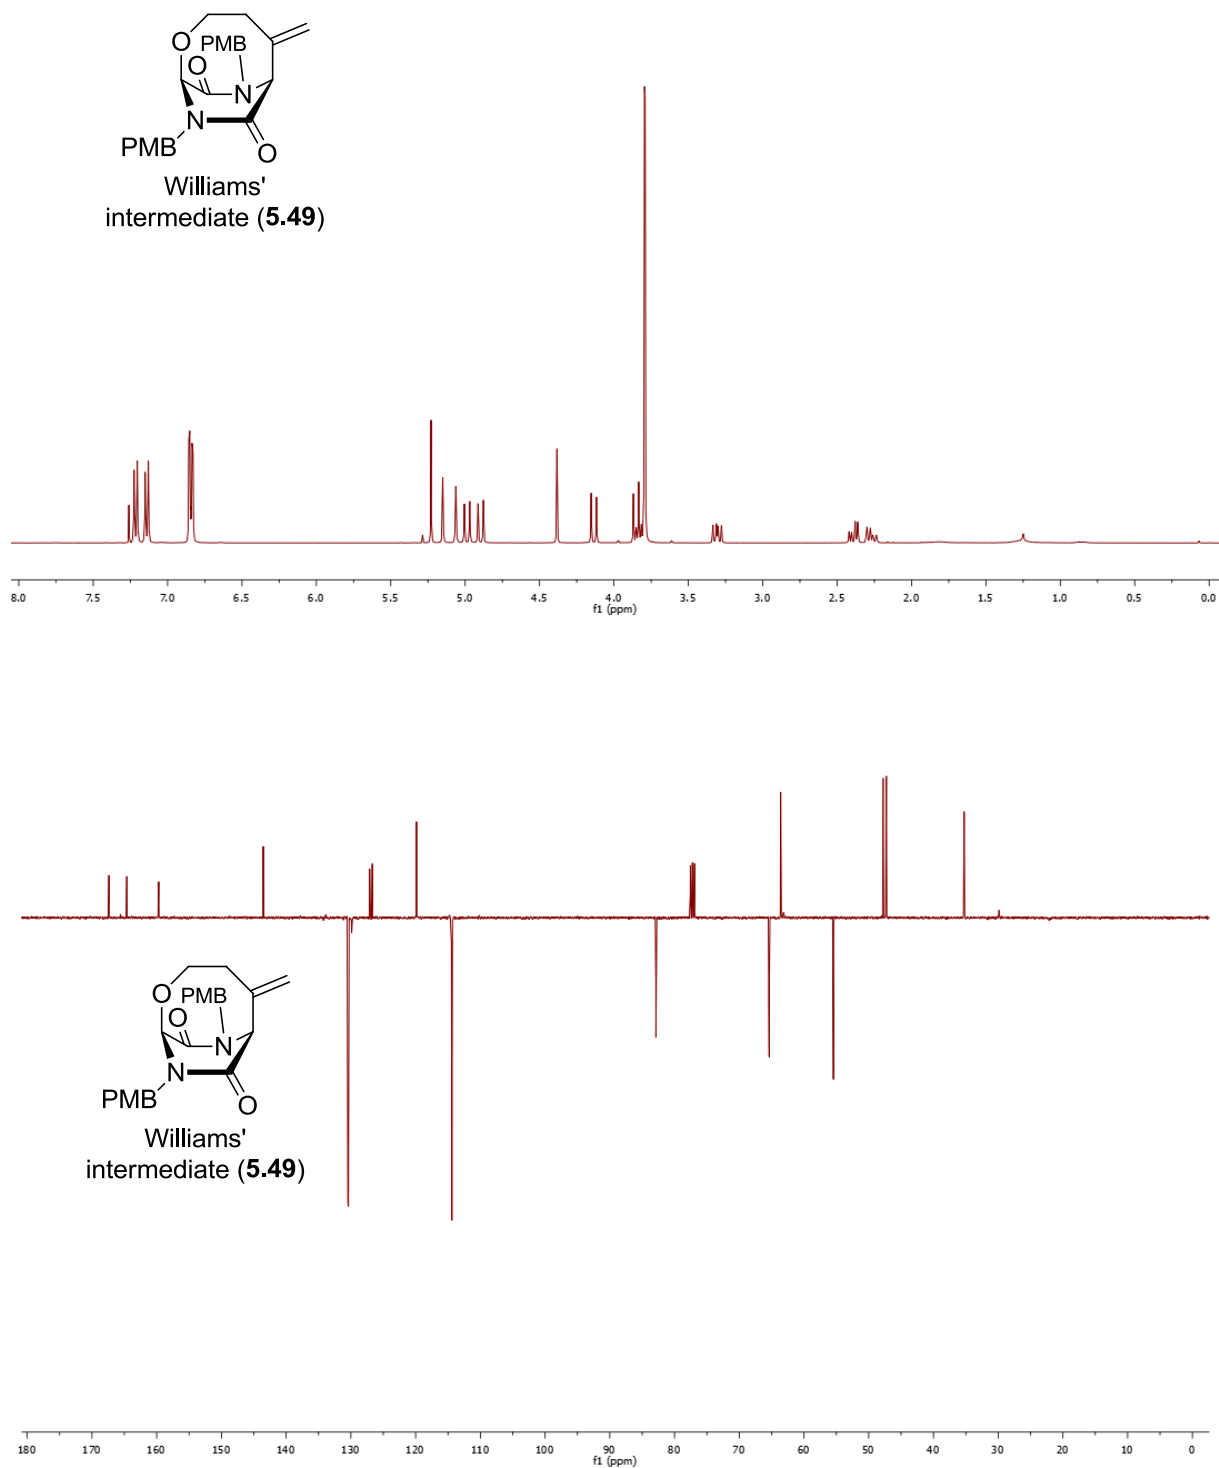 O
PMB
O
N
N
PMB
O
Williams'
intermediate (5.49)
8.0 7.5 7.0 6.5 6.0 5.5 5.0 4.5 4.0 3.5 3.0 2.5 2.0 1.5 1.0 0.5 0.0
f1 (ppm)
O
PMB
O
N
N
PMB
O
Williams'
intermediate (5.49)
180 170 160 150 140 130 120 110 100 90 80 70 60 50 40 30 20 10 0
f1 (ppm)